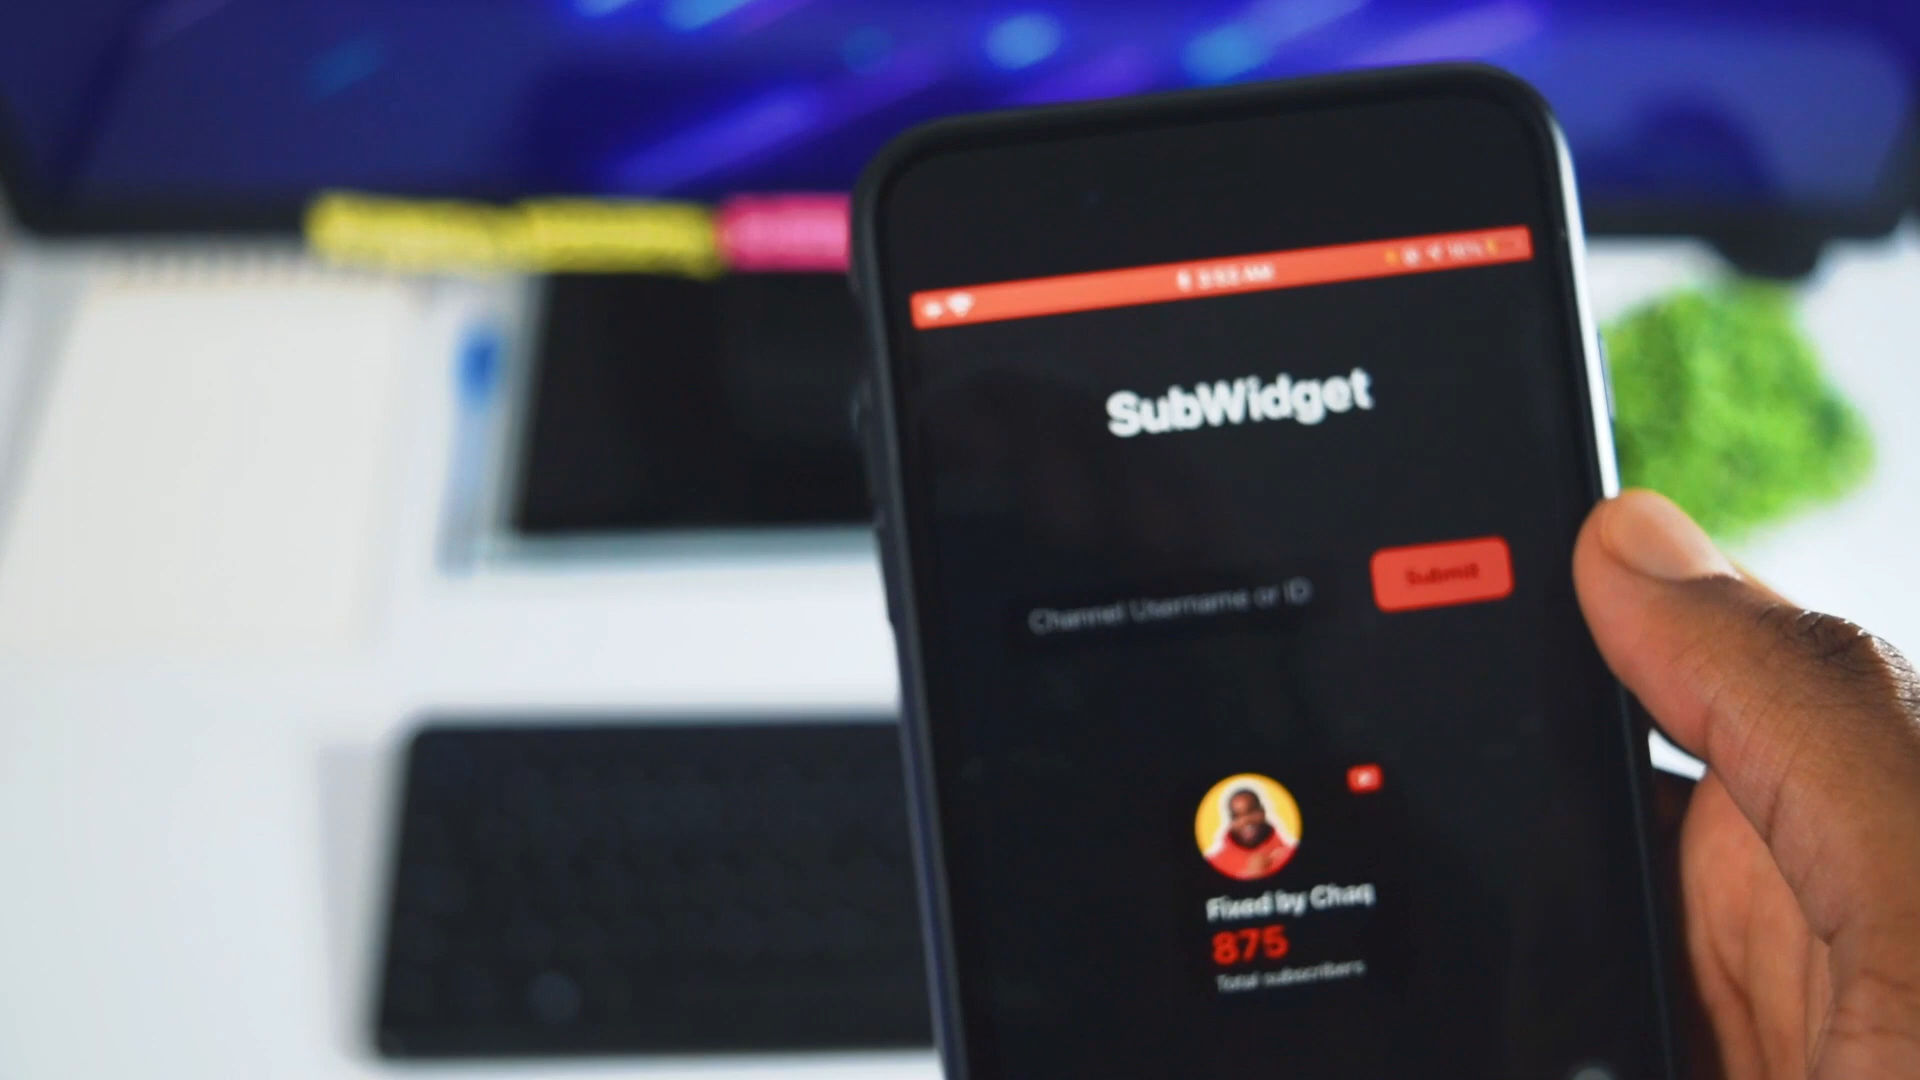 SubWidget
Channel Username or ID
Submit
Fixed by Chaq
875
Total subscribers